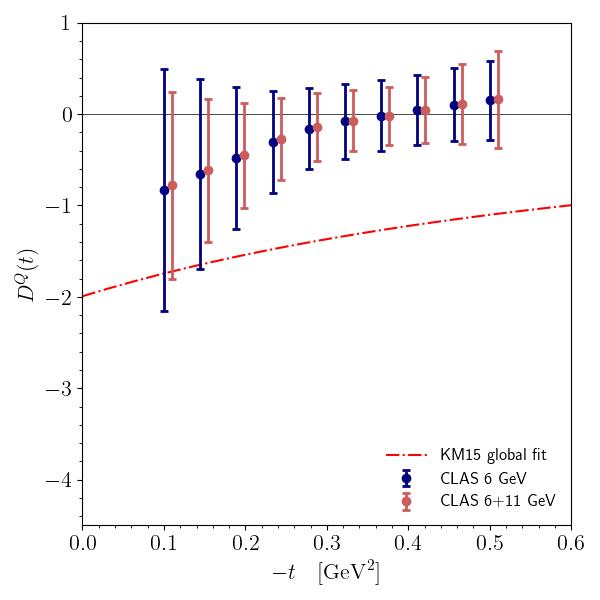 1
0
−1
−2
−3
−4
D^Q(t)
KM15 global fit
CLAS 6 GeV
CLAS 6+11 GeV
0.0 0.1 0.2 0.3 0.4 0.5 0.6
−t [GeV²]